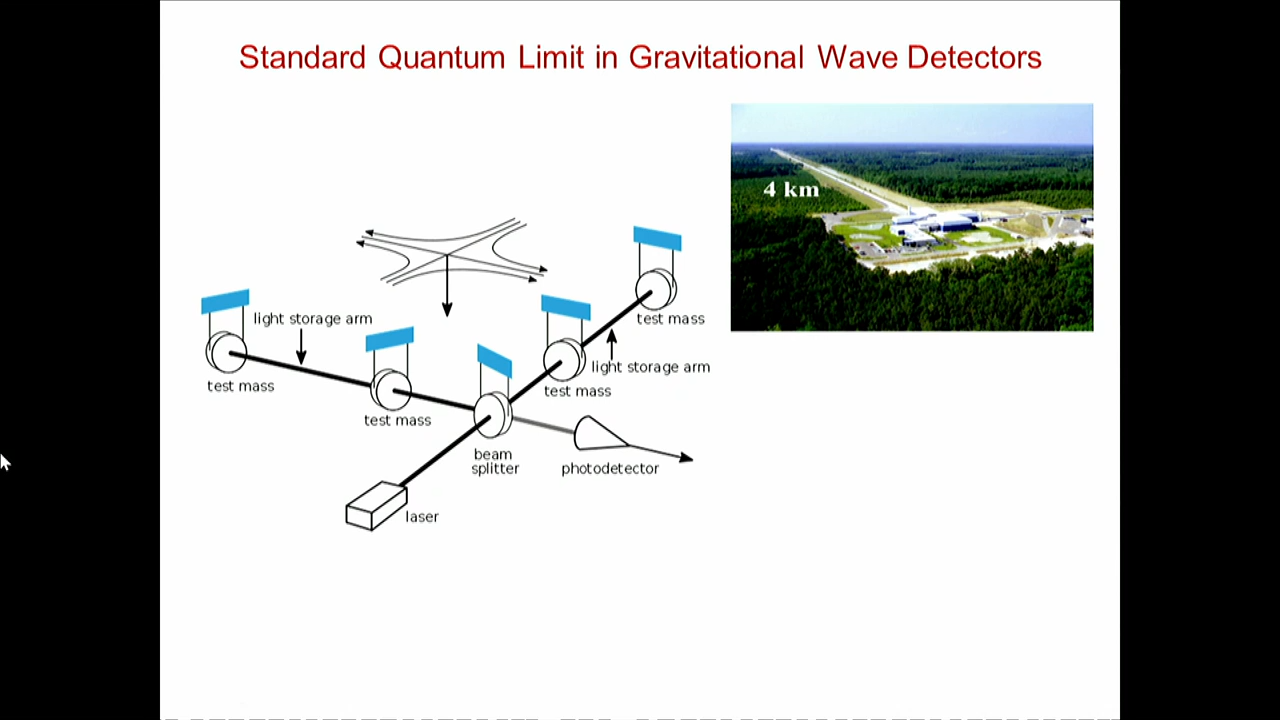 Standard Quantum Limit in Gravitational Wave Detectors
4 km
light storage arm
test mass
test mass
test mass
light storage arm
test mass
beam
splitter
photodetector
laser